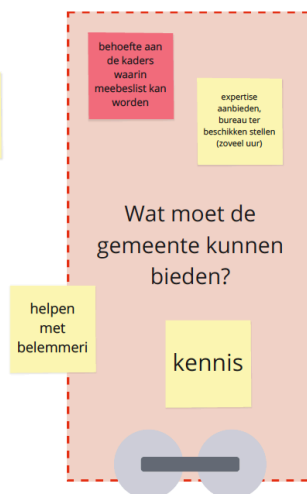 behoefte aan
de kaders
waarin
meebeslist kan
worden
expertise
aanbieden,
bureau ter
beschikken stellen
(zoveel uur)
Wat moet de
gemeente kunnen
bieden?
helpen
met
belemmeri
kennis